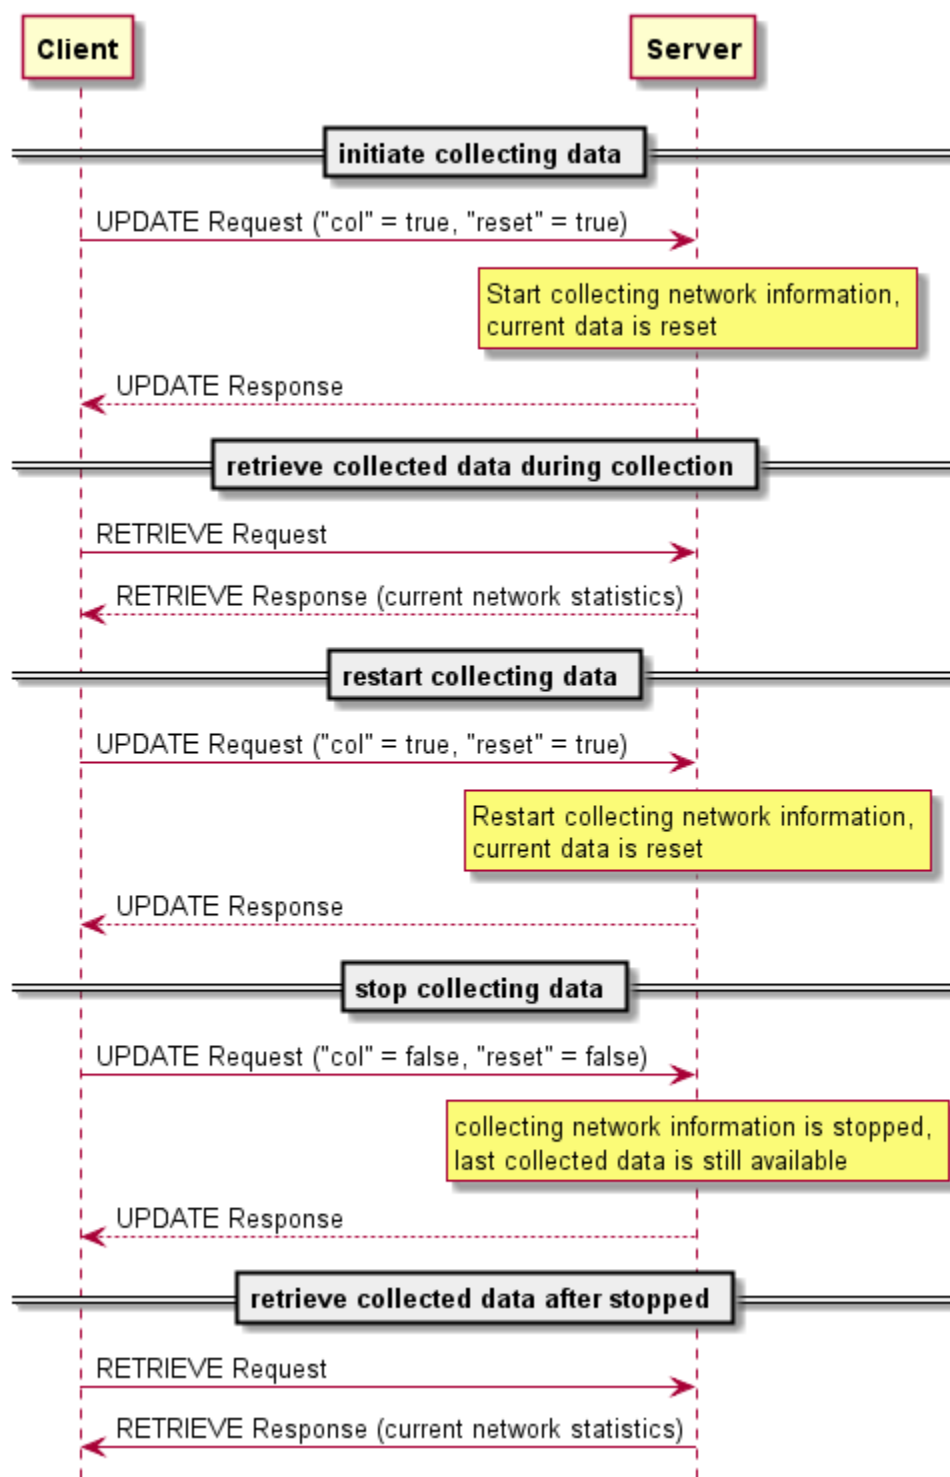 Client
Server
initiate collecting data
UPDATE Request ("col" = true, "reset" = true)
Start collecting network information,
current data is reset
UPDATE Response
retrieve collected data during collection
RETRIEVE Request
RETRIEVE Response (current network statistics)
restart collecting data
UPDATE Request ("col" = true, "reset" = true)
Restart collecting network information,
current data is reset
UPDATE Response
stop collecting data
UPDATE Request ("col" = false, "reset" = false)
collecting network information is stopped,
last collected data is still available
UPDATE Response
retrieve collected data after stopped
RETRIEVE Request
RETRIEVE Response (current network statistics)